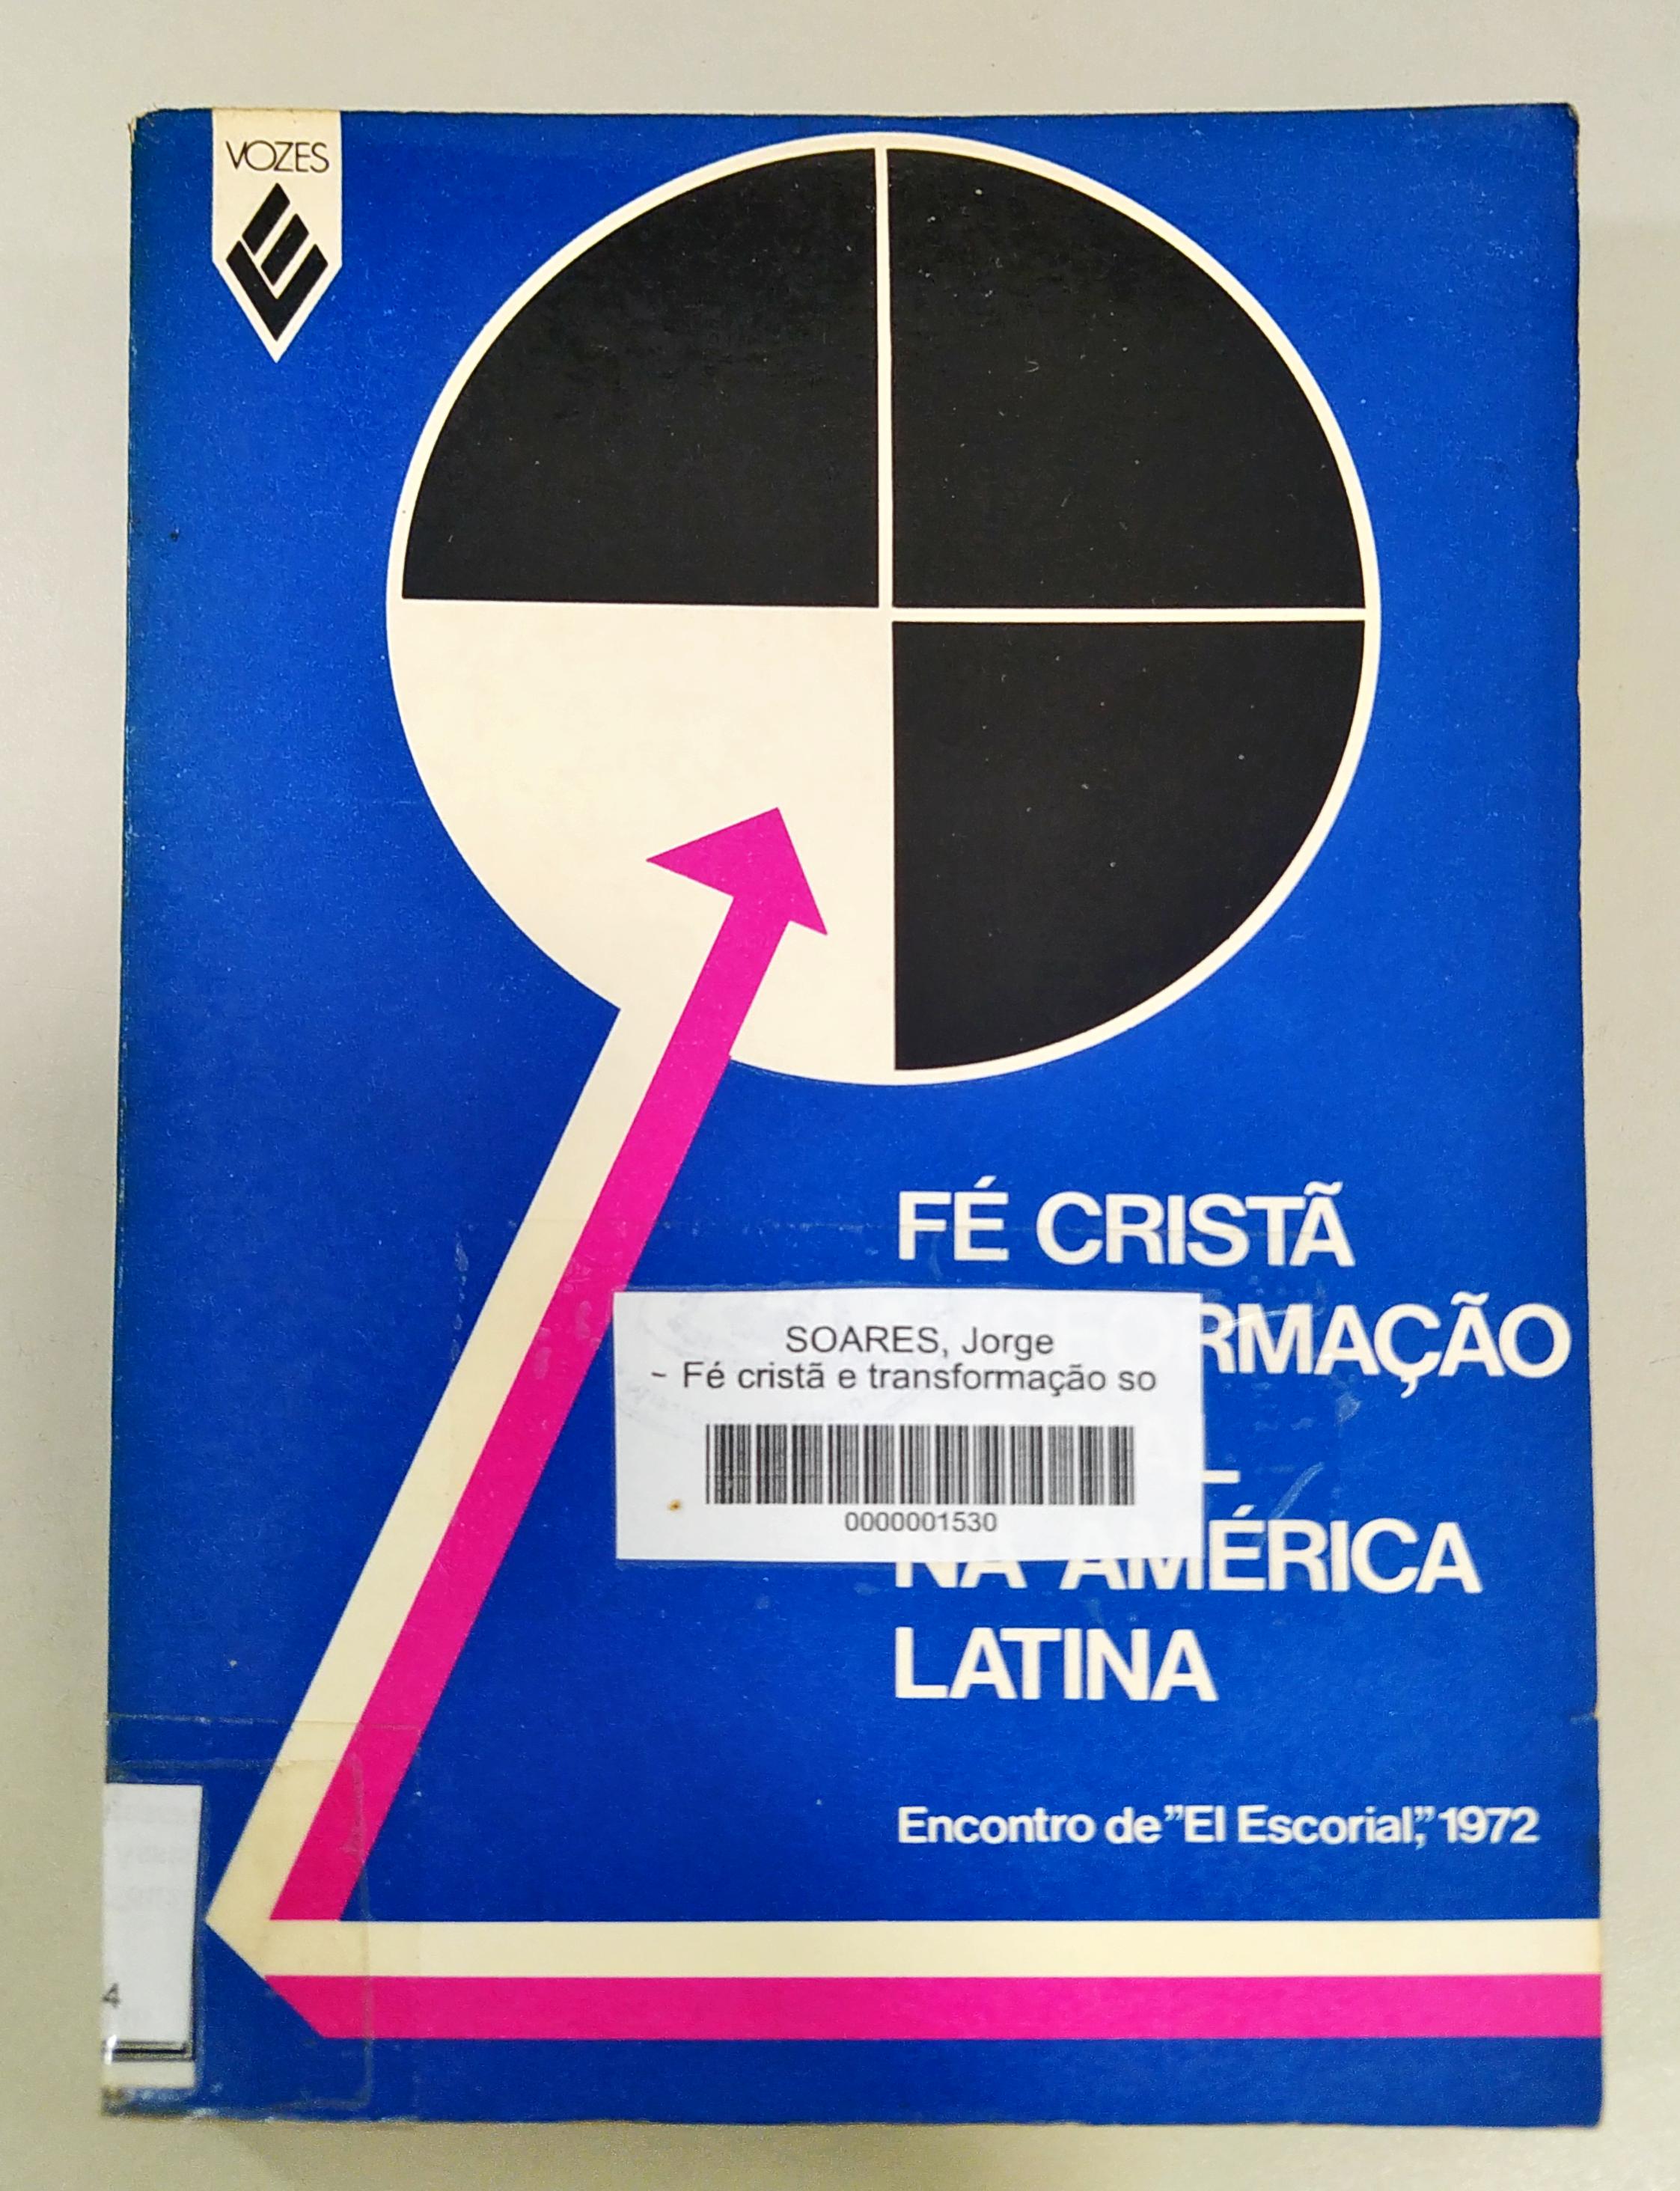 VOZES
FÉ CRISTÃ
FORMAÇÃO
SOARES, Jorge
~ Fé cristã e transformação so
0000001530
L
NA AMÉRICA
LATINA
Encontro de "El Escorial," 1972
4